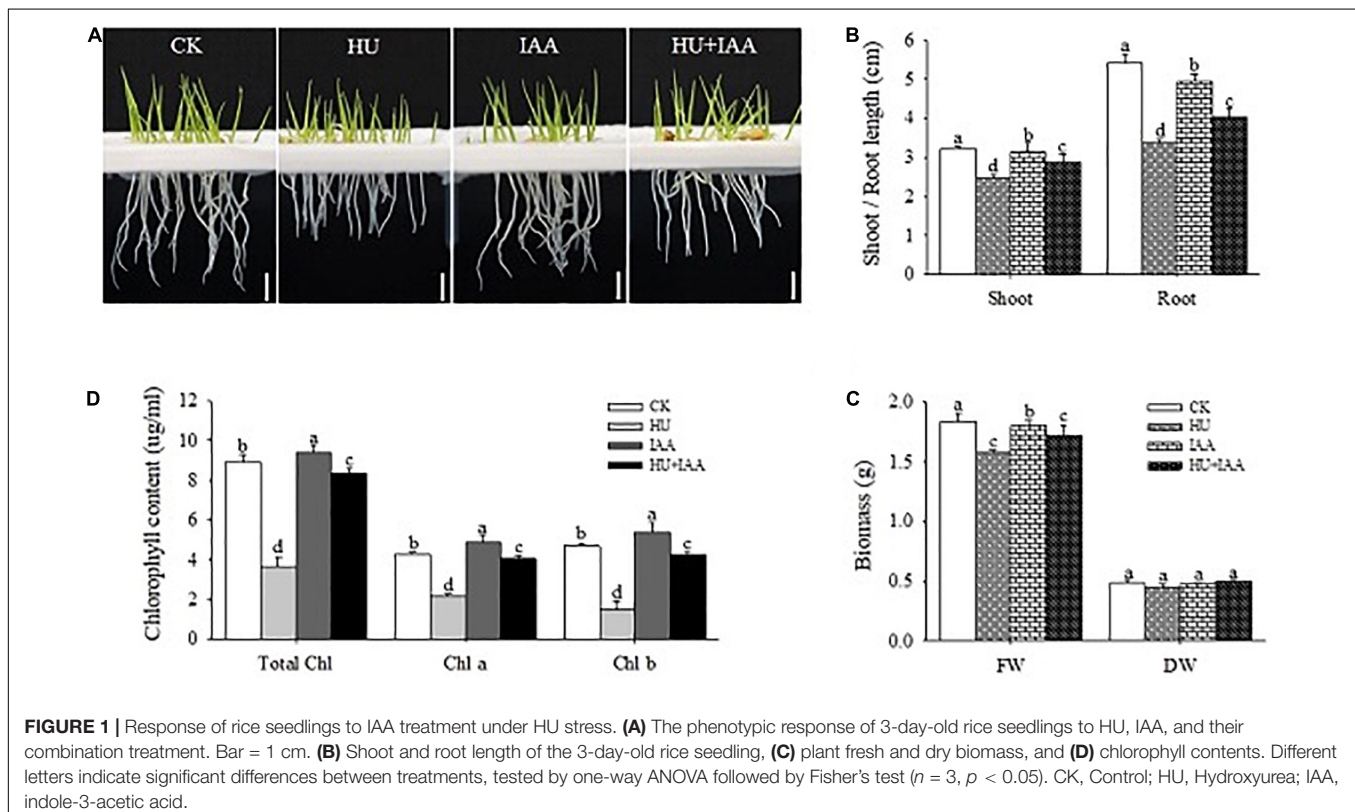 A
CK
HU
IAA
HU+IAA
B
Shoot / Root length (cm)
6
5
4
3
2
1
0
a
d
b
c
a
d
b
c
Shoot
Root
D
Chlorophyll content (ug/ml)
12
10
8
6
4
2
0
b
d
a
c
b
d
a
c
b
d
a
c
CK
HU
IAA
HU+IAA
Total Chl
Chl a
Chl b
C
Biomass (g)
2.0
1.5
1.0
0.5
0.0
a
c
b
c
a
a
a
a
CK
HU
IAA
HU+IAA
FW
DW
FIGURE 1 | Response of rice seedlings to IAA treatment under HU stress. (A) The phenotypic response of 3-day-old rice seedlings to HU, IAA, and their
combination treatment. Bar = 1 cm. (B) Shoot and root length of the 3-day-old rice seedling, (C) plant fresh and dry biomass, and (D) chlorophyll contents. Different
letters indicate significant differences between treatments, tested by one-way ANOVA followed by Fisher's test (n = 3, p < 0.05). CK, Control; HU, Hydroxyurea; IAA,
indole-3-acetic acid.